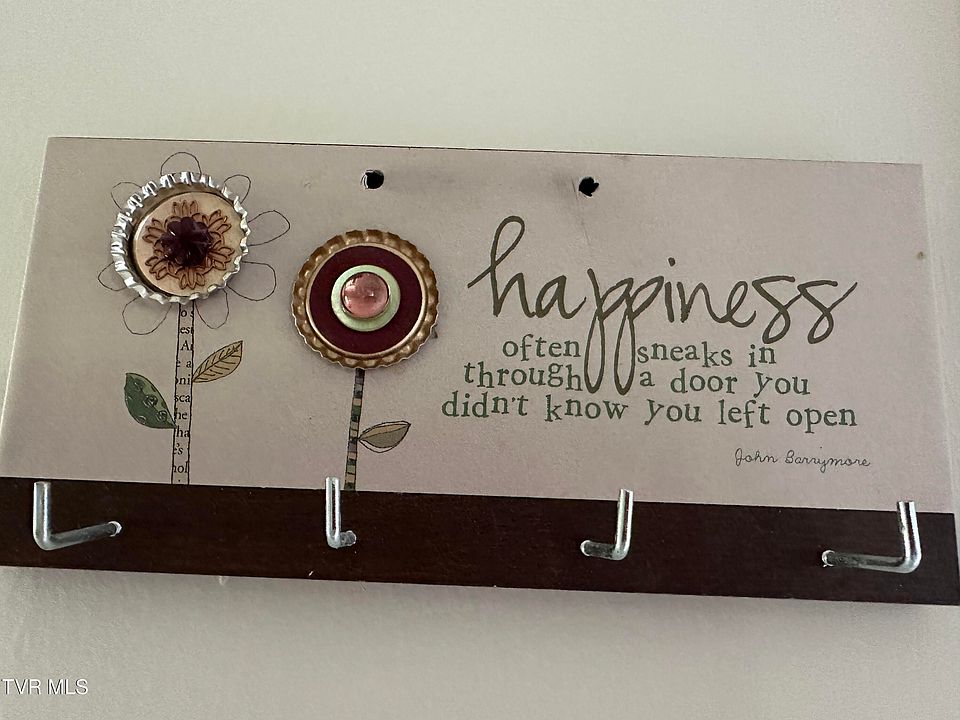 happiness
often sneaks in
through a door you
didn't know you left open
John Barrymore
TVR MLS